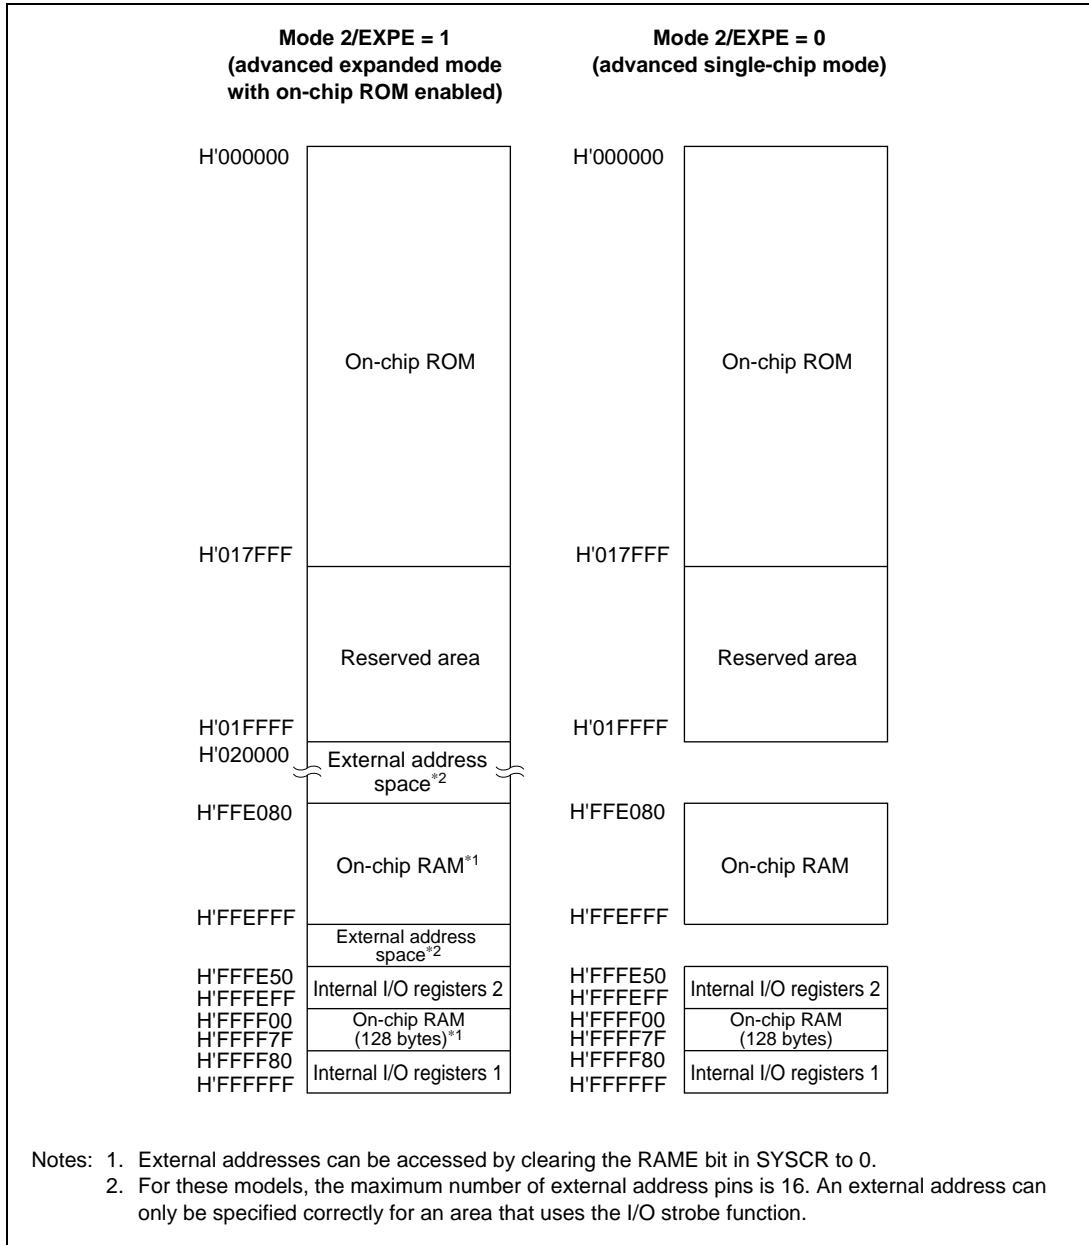 Mode 2/EXPE = 1
(advanced expanded mode
with on-chip ROM enabled)
Mode 2/EXPE = 0
(advanced single-chip mode)
H'000000
On-chip ROM
H'017FFF
Reserved area
H'01FFFF
H'020000
External address
space*2
H'FFE080
On-chip RAM*1
H'FFEFFF
External address
space*2
H'FFFE50
Internal I/O registers 2
H'FFFEFF
H'FFFF00
On-chip RAM
(128 bytes)*1
H'FFFF7F
H'FFFF80
Internal I/O registers 1
H'FFFFFF
H'000000
On-chip ROM
H'017FFF
Reserved area
H'01FFFF
H'FFE080
On-chip RAM
H'FFEFFF
H'FFFE50
Internal I/O registers 2
H'FFFEFF
H'FFFF00
On-chip RAM
(128 bytes)
H'FFFF7F
H'FFFF80
Internal I/O registers 1
H'FFFFFF
Notes: 1. External addresses can be accessed by clearing the RAME bit in SYSCR to 0.
2. For these models, the maximum number of external address pins is 16. An external address can
only be specified correctly for an area that uses the I/O strobe function.